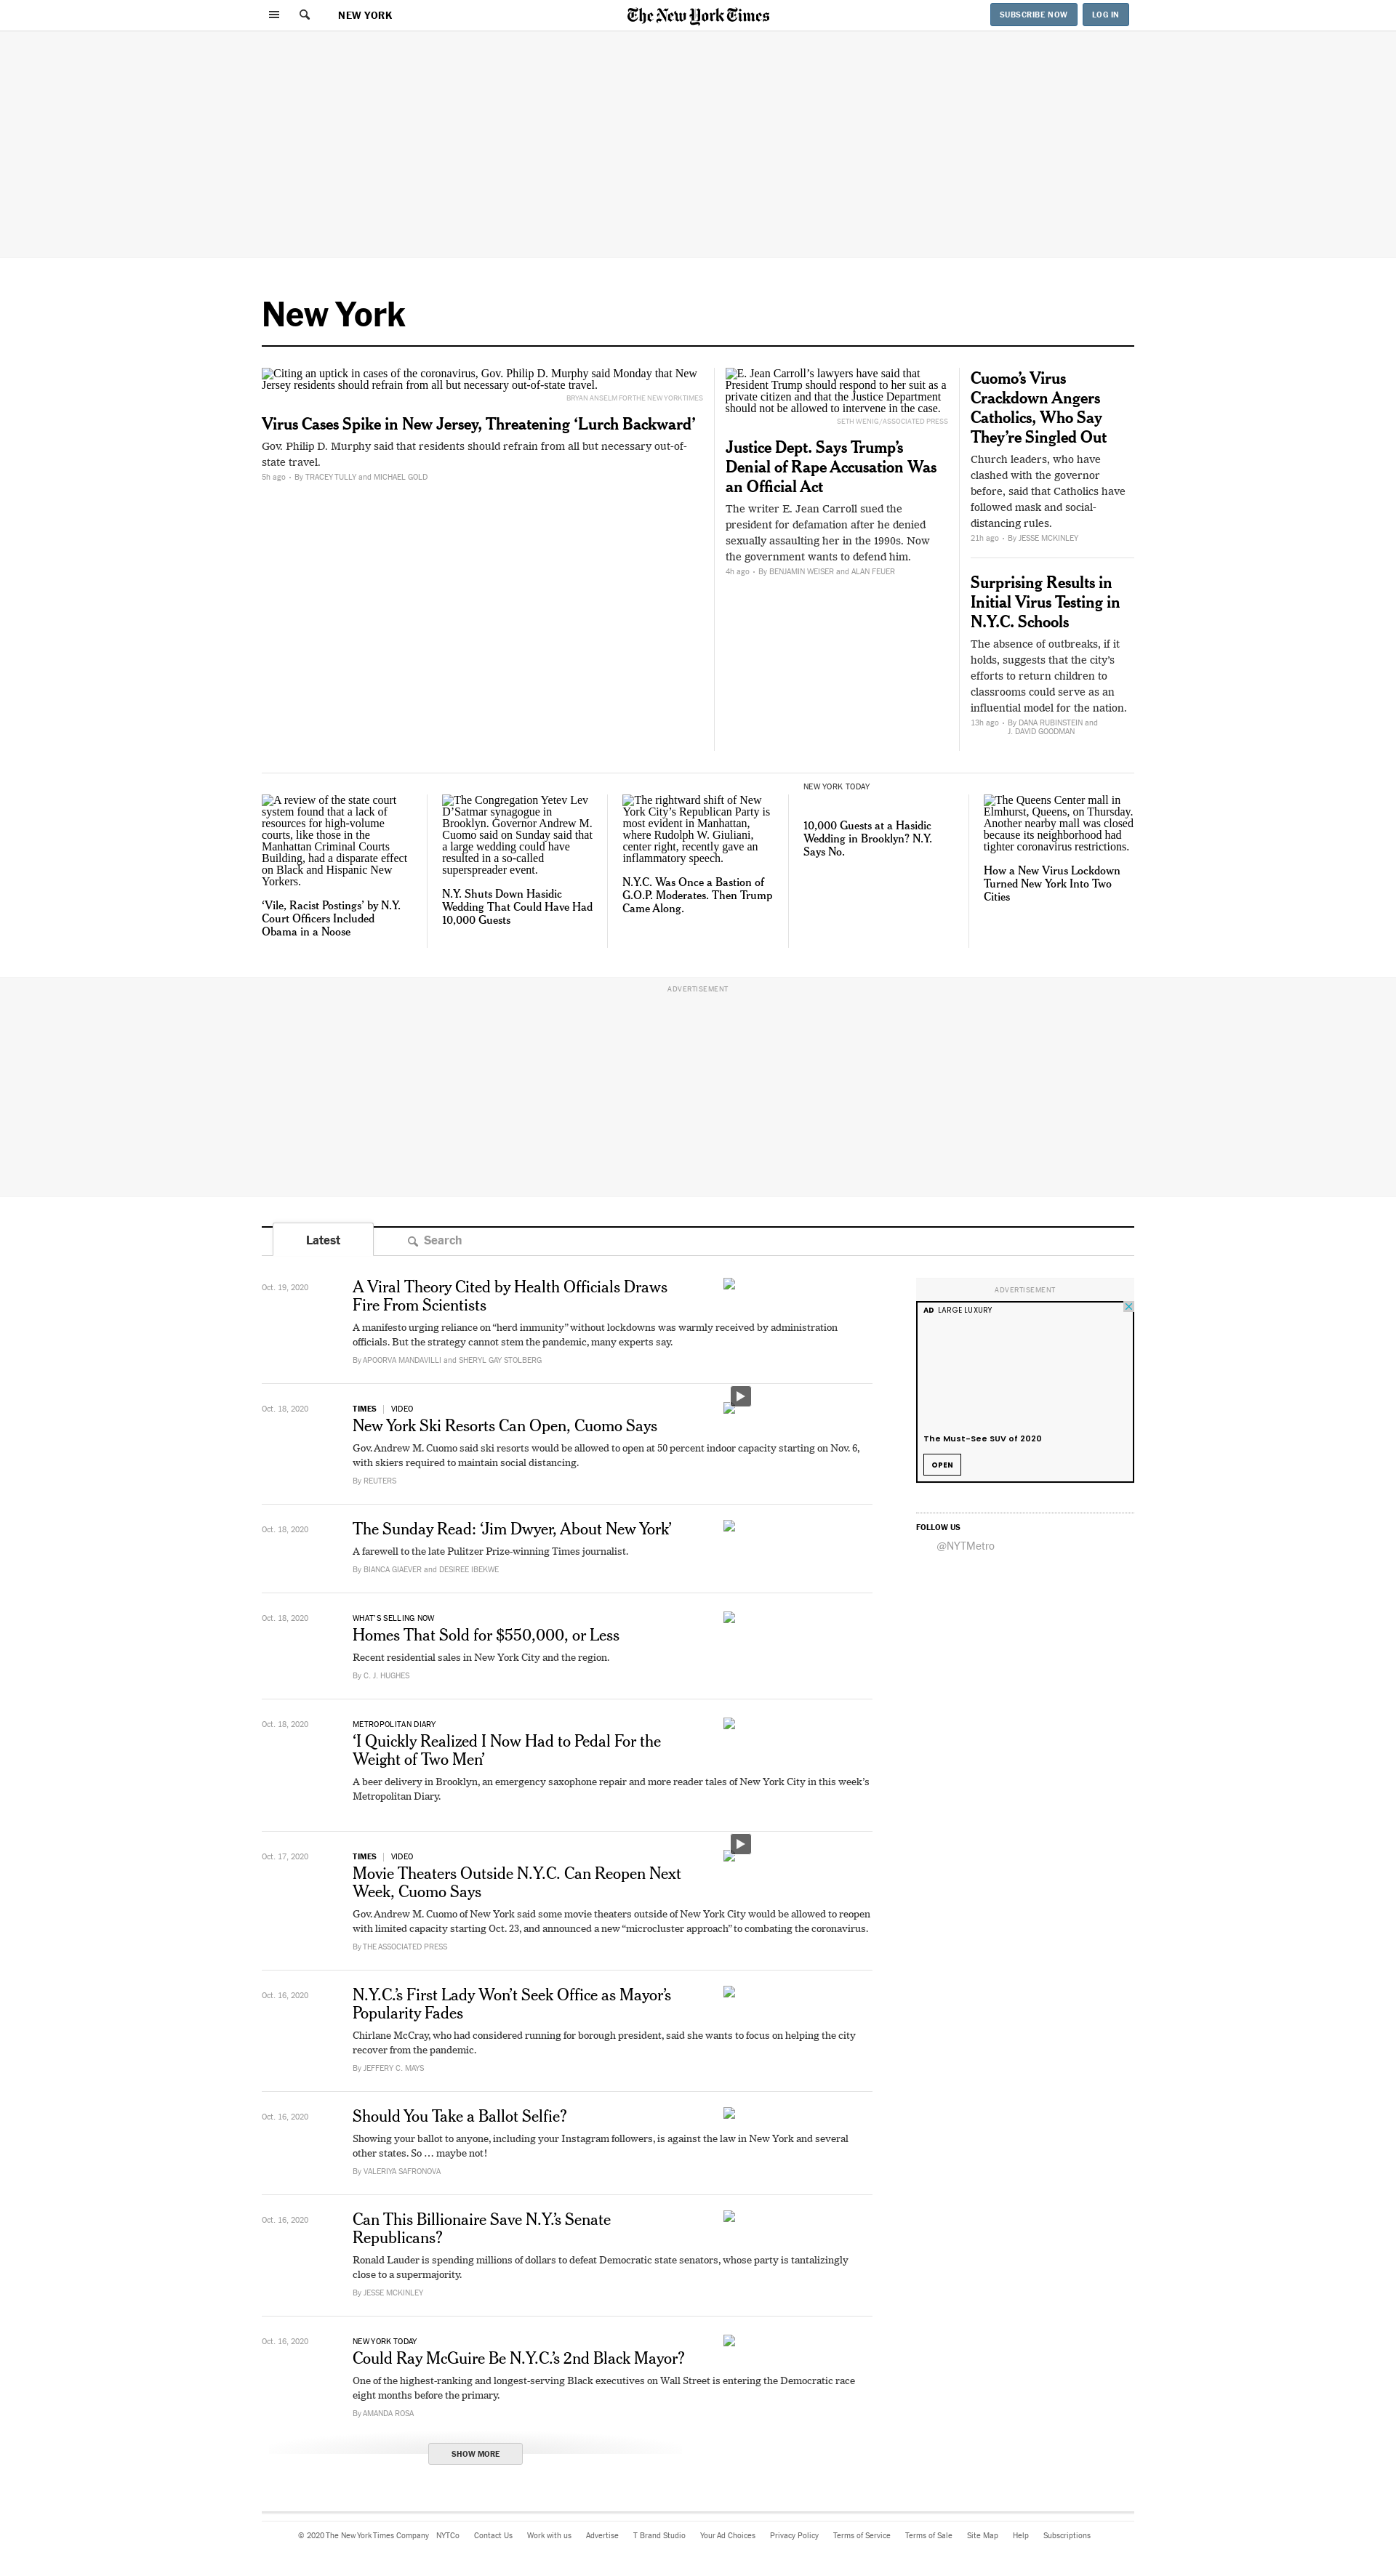 NEW YORK
The New York Times
SUBSCRIBE NOW
LOG IN
New York
Citing an uptick in cases of the coronavirus, Gov. Philip D. Murphy said Monday that New
Jersey residents should refrain from all but necessary out-of-state travel.
BRYAN ANSELM FOR THE NEW YORK TIMES
Virus Cases Spike in New Jersey, Threatening ‘Lurch Backward’
Gov. Philip D. Murphy said that residents should refrain from all but necessary out-of-
state travel.
5h ago • By TRACEY TULLY and MICHAEL GOLD
E. Jean Carroll’s lawyers have said that
President Trump should respond to her suit as a
private citizen and that the Justice Department
should not be allowed to intervene in the case.
SETH WENIG/ASSOCIATED PRESS
Justice Dept. Says Trump’s
Denial of Rape Accusation Was
an Official Act
The writer E. Jean Carroll sued the
president for defamation after he denied
sexually assaulting her in the 1990s. Now
the government wants to defend him.
4h ago • By BENJAMIN WEISER and ALAN FEUER
Cuomo’s Virus
Crackdown Angers
Catholics, Who Say
They’re Singled Out
Church leaders, who have
clashed with the governor
before, said that Catholics have
followed mask and social-
distancing rules.
21h ago • By JESSE MCKINLEY
Surprising Results in
Initial Virus Testing in
N.Y.C. Schools
The absence of outbreaks, if it
holds, suggests that the city’s
efforts to return children to
classrooms could serve as an
influential model for the nation.
13h ago • By DANA RUBINSTEIN and
J. DAVID GOODMAN
A review of the state court
system found that a lack of
resources for high-volume
courts, like those in the
Manhattan Criminal Courts
Building, had a disparate effect
on Black and Hispanic New
Yorkers.
‘Vile, Racist Postings’ by N.Y.
Court Officers Included
Obama in a Noose
The Congregation Yetev Lev
D’Satmar synagogue in
Brooklyn. Governor Andrew M.
Cuomo said on Sunday said that
a large wedding could have
resulted in a so-called
superspreader event.
N.Y. Shuts Down Hasidic
Wedding That Could Have Had
10,000 Guests
The rightward shift of New
York City’s Republican Party is
most evident in Manhattan,
where Rudolph W. Giuliani,
center right, recently gave an
inflammatory speech.
N.Y.C. Was Once a Bastion of
G.O.P. Moderates. Then Trump
Came Along.
NEW YORK TODAY
10,000 Guests at a Hasidic
Wedding in Brooklyn? N.Y.
Says No.
The Queens Center mall in
Elmhurst, Queens, on Thursday.
Another nearby mall was closed
because its neighborhood had
tighter coronavirus restrictions.
How a New Virus Lockdown
Turned New York Into Two
Cities
ADVERTISEMENT
Latest
Search
Oct. 19, 2020
A Viral Theory Cited by Health Officials Draws
Fire From Scientists
A manifesto urging reliance on “herd immunity” without lockdowns was warmly received by administration
officials. But the strategy cannot stem the pandemic, many experts say.
By APOORVA MANDAVILLI and SHERYL GAY STOLBERG
Oct. 18, 2020
TIMES | VIDEO
New York Ski Resorts Can Open, Cuomo Says
Gov. Andrew M. Cuomo said ski resorts would be allowed to open at 50 percent indoor capacity starting on Nov. 6,
with skiers required to maintain social distancing.
By REUTERS
Oct. 18, 2020
The Sunday Read: ‘Jim Dwyer, About New York’
A farewell to the late Pulitzer Prize-winning Times journalist.
By BIANCA GIAEVER and DESIREE IBEKWE
Oct. 18, 2020
WHAT’S SELLING NOW
Homes That Sold for $550,000, or Less
Recent residential sales in New York City and the region.
By C. J. HUGHES
Oct. 18, 2020
METROPOLITAN DIARY
‘I Quickly Realized I Now Had to Pedal For the
Weight of Two Men’
A beer delivery in Brooklyn, an emergency saxophone repair and more reader tales of New York City in this week’s
Metropolitan Diary.
Oct. 17, 2020
TIMES | VIDEO
Movie Theaters Outside N.Y.C. Can Reopen Next
Week, Cuomo Says
Gov. Andrew M. Cuomo of New York said some movie theaters outside of New York City would be allowed to reopen
with limited capacity starting Oct. 23, and announced a new “microcluster approach” to combating the coronavirus.
By THE ASSOCIATED PRESS
Oct. 16, 2020
N.Y.C.’s First Lady Won’t Seek Office as Mayor’s
Popularity Fades
Chirlane McCray, who had considered running for borough president, said she wants to focus on helping the city
recover from the pandemic.
By JEFFERY C. MAYS
Oct. 16, 2020
Should You Take a Ballot Selfie?
Showing your ballot to anyone, including your Instagram followers, is against the law in New York and several
other states. So … maybe not!
By VALERIYA SAFRONOVA
Oct. 16, 2020
Can This Billionaire Save N.Y.’s Senate
Republicans?
Ronald Lauder is spending millions of dollars to defeat Democratic state senators, whose party is tantalizingly
close to a supermajority.
By JESSE MCKINLEY
Oct. 16, 2020
NEW YORK TODAY
Could Ray McGuire Be N.Y.C.’s 2nd Black Mayor?
One of the highest-ranking and longest-serving Black executives on Wall Street is entering the Democratic race
eight months before the primary.
By AMANDA ROSA
SHOW MORE
ADVERTISEMENT
AD LARGE LUXURY
The Must-See SUV of 2020
OPEN
FOLLOW US
@NYTMetro
© 2020 The New York Times Company NYTCo Contact Us Work with us Advertise T Brand Studio Your Ad Choices Privacy Policy Terms of Service Terms of Sale Site Map Help Subscriptions